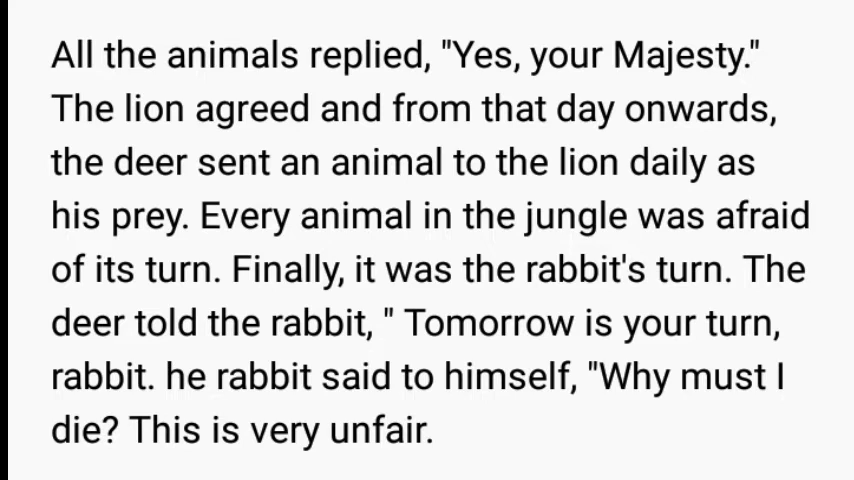 All the animals replied, "Yes, your Majesty."
The lion agreed and from that day onwards,
the deer sent an animal to the lion daily as
his prey. Every animal in the jungle was afraid
of its turn. Finally, it was the rabbit's turn. The
deer told the rabbit, " Tomorrow is your turn,
rabbit. he rabbit said to himself, "Why must I
die? This is very unfair.